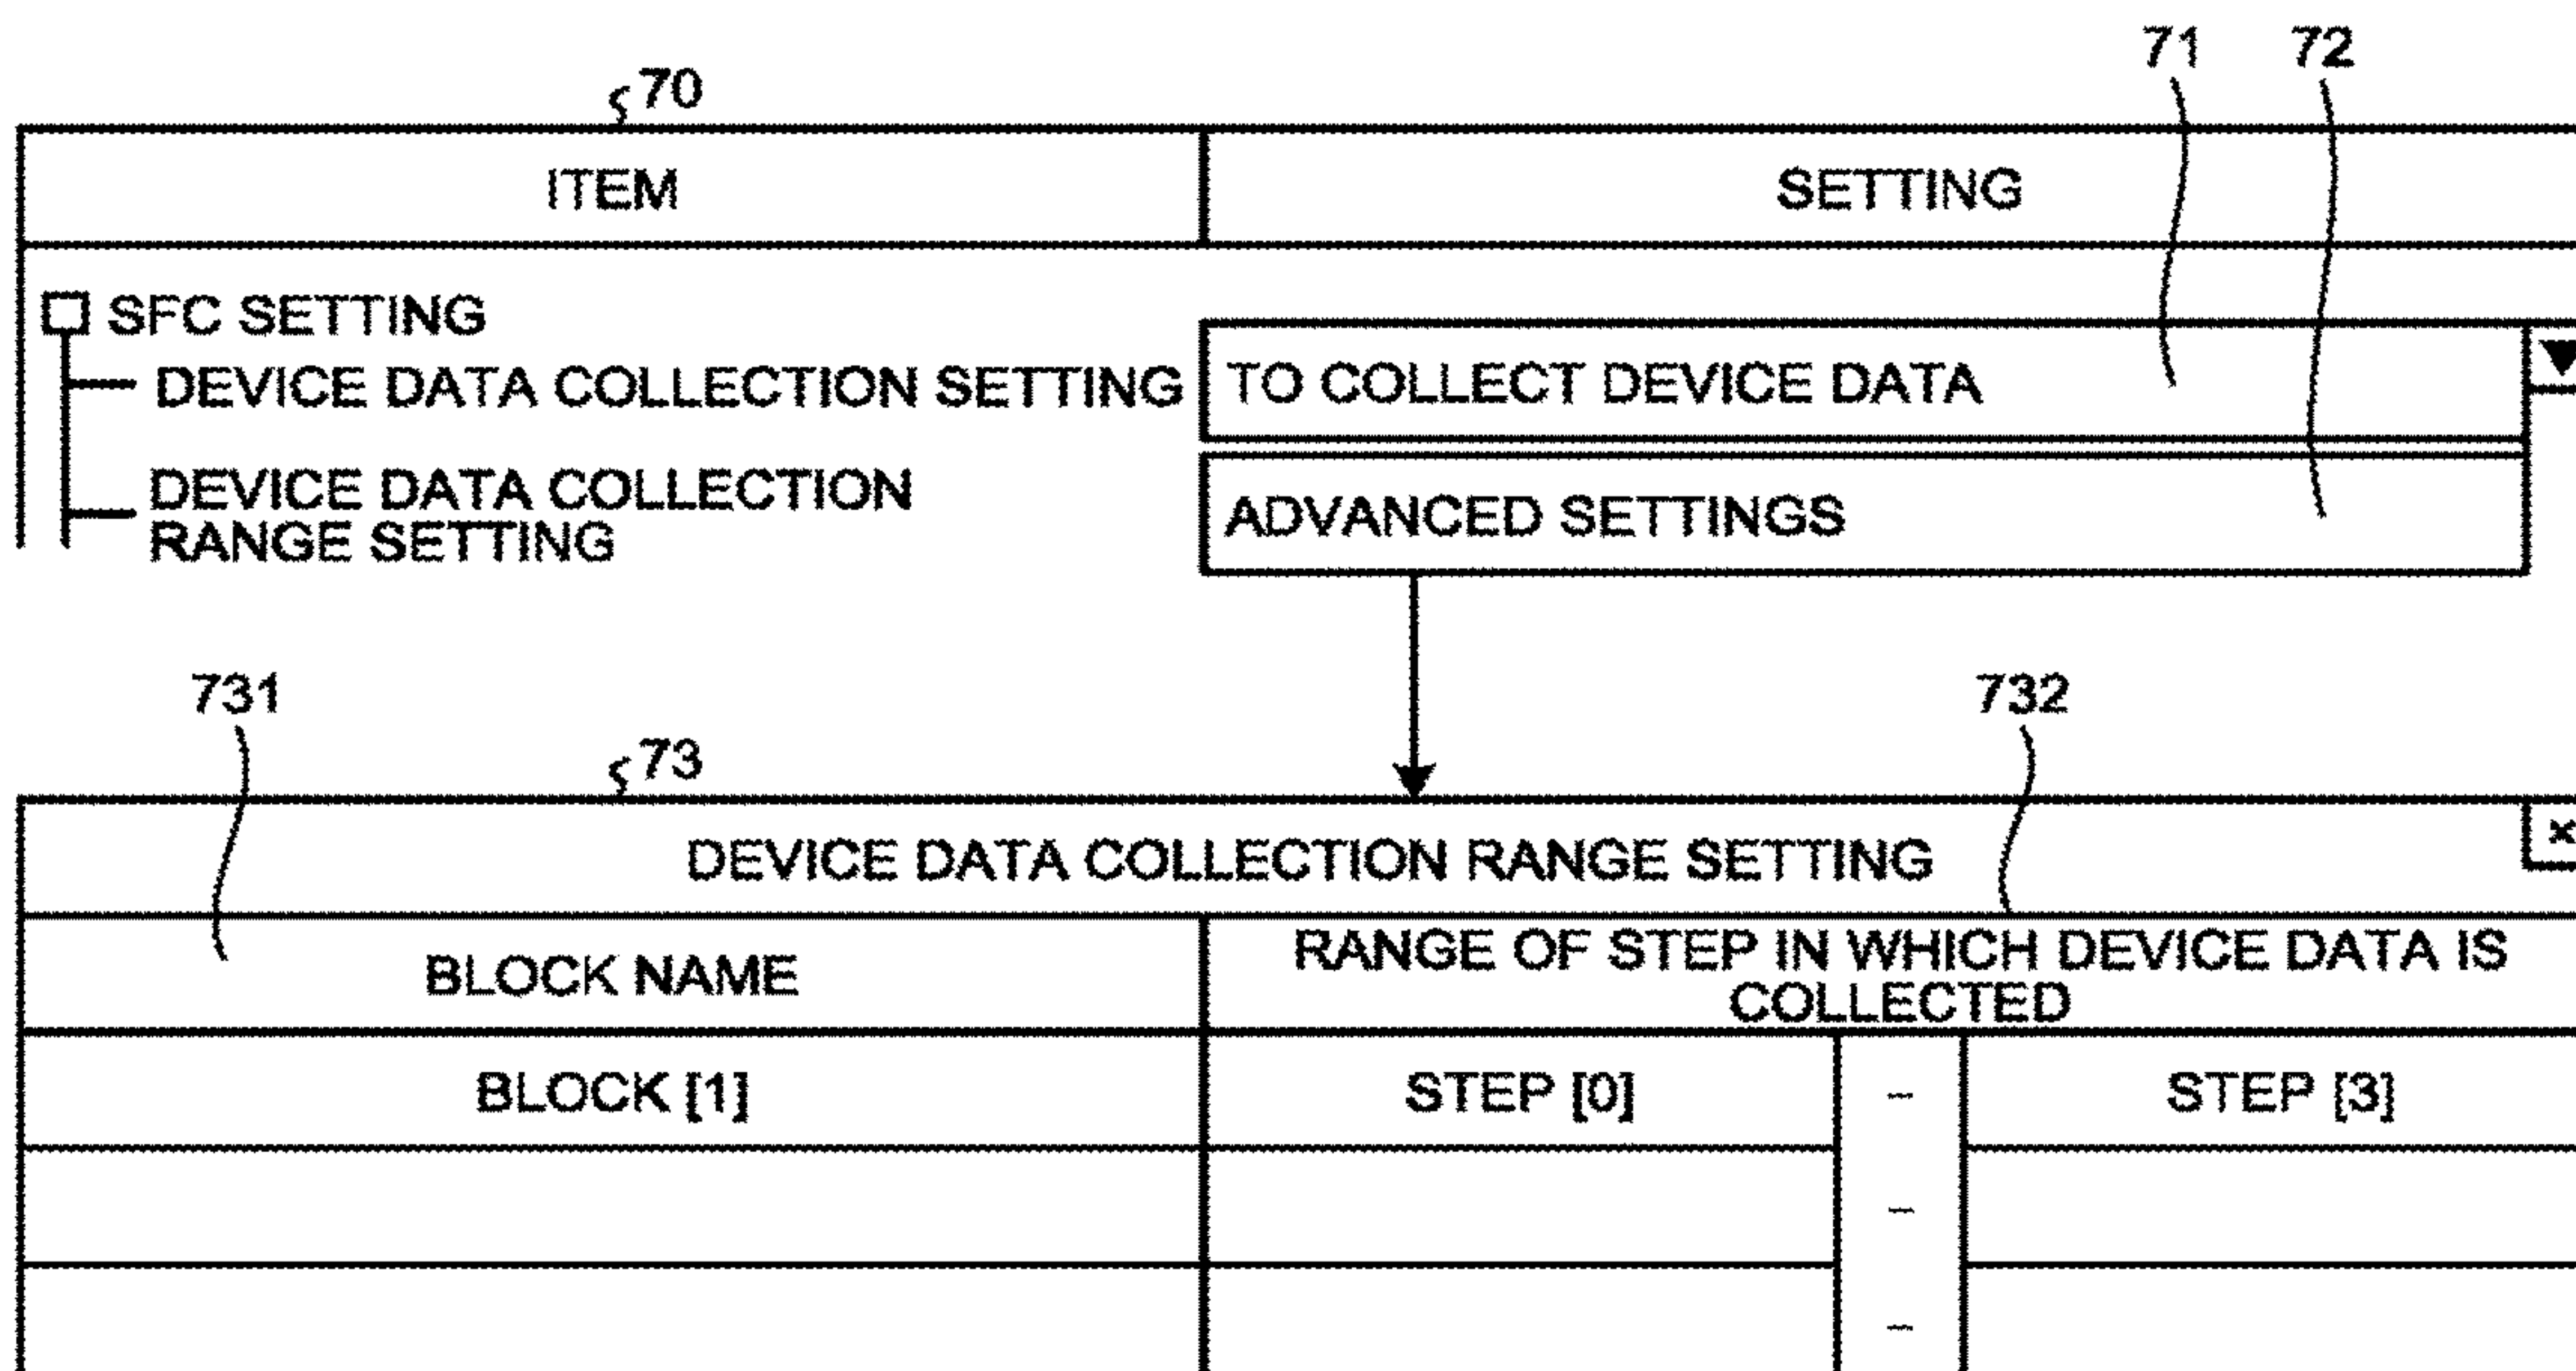 71 72
70
ITEM SETTING
SFC SETTING
DEVICE DATA COLLECTION SETTING TO COLLECT DEVICE DATA ▼
DEVICE DATA COLLECTION
RANGE SETTING
ADVANCED SETTINGS
731 732
73
DEVICE DATA COLLECTION RANGE SETTING ×
BLOCK NAME
RANGE OF STEP IN WHICH DEVICE DATA IS
COLLECTED
BLOCK [1] STEP [0] – STEP [3]
–
–